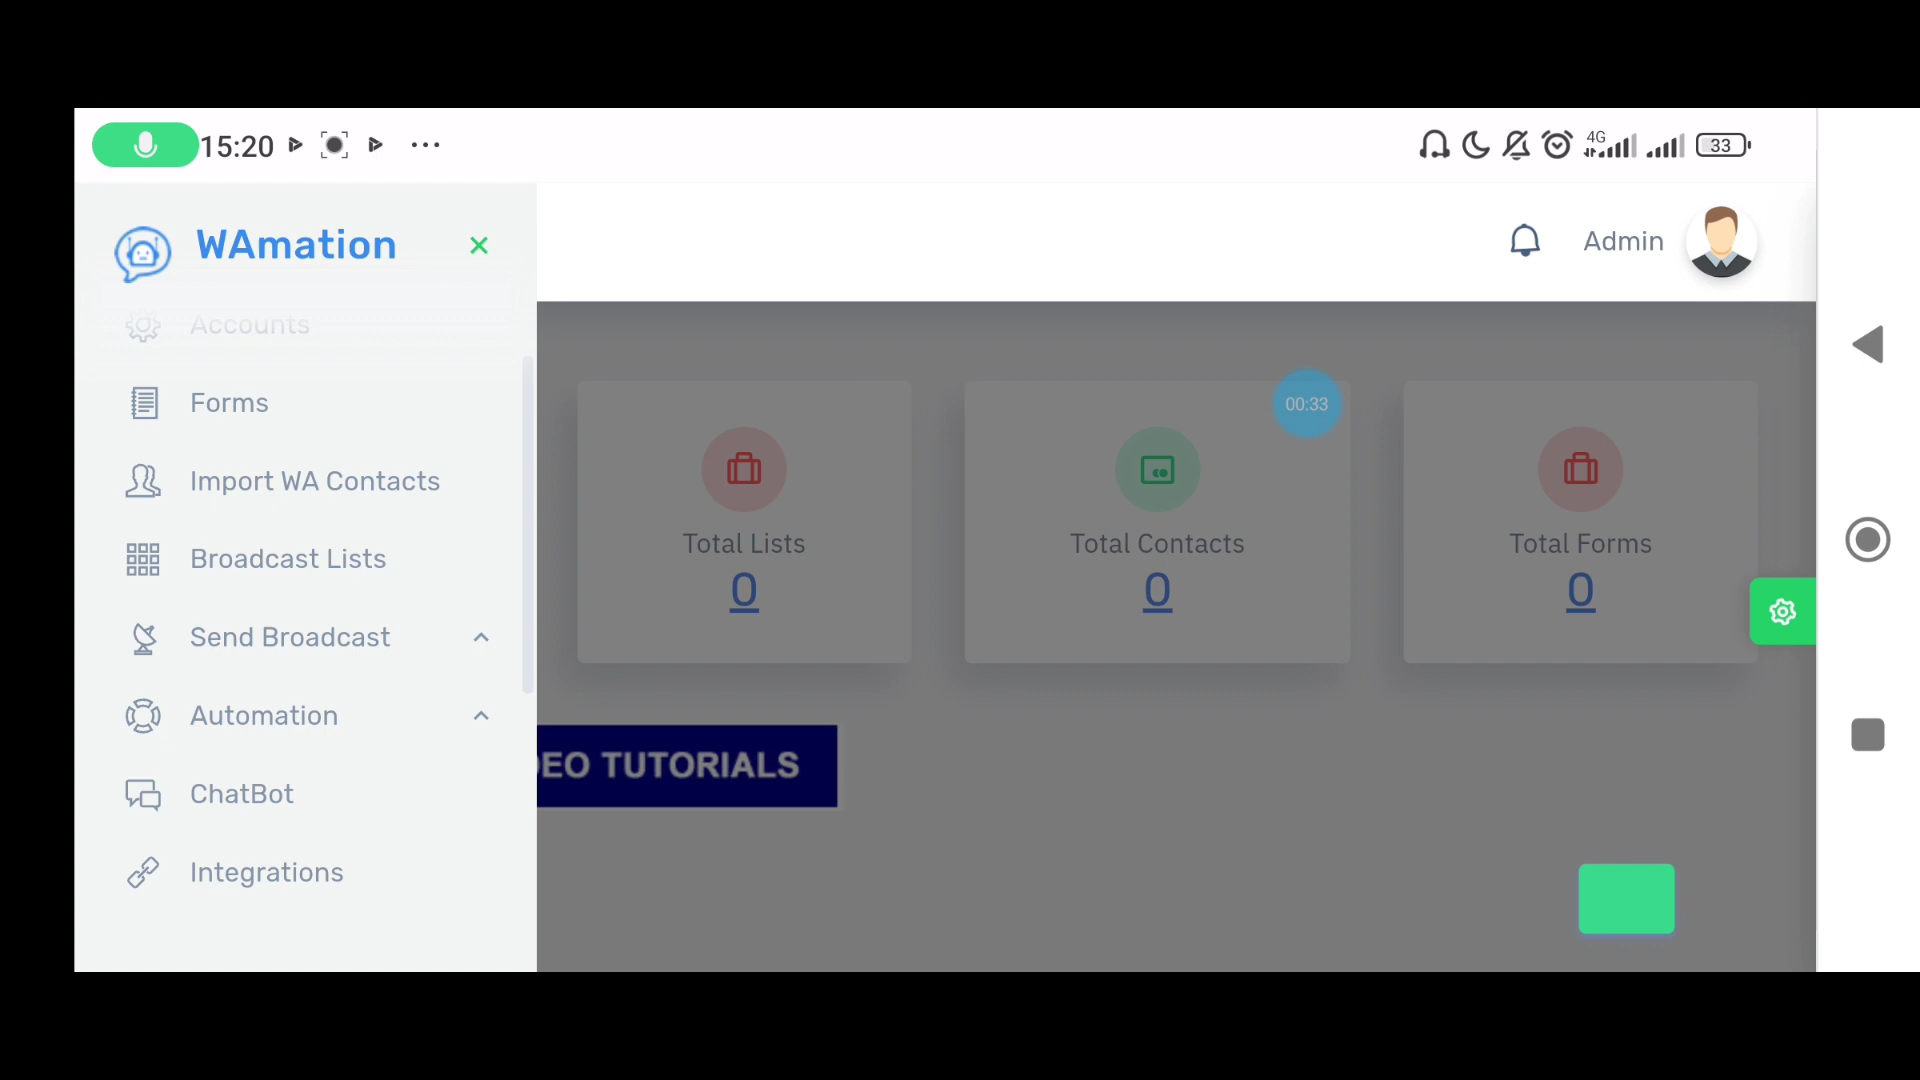 15:20
4G
33
WAmation
Admin
Accounts
Forms
Import WA Contacts
Broadcast Lists
Send Broadcast
Automation
ChatBot
Integrations
00:33
Total Lists
0
Total Contacts
0
Total Forms
0
DEO TUTORIALS